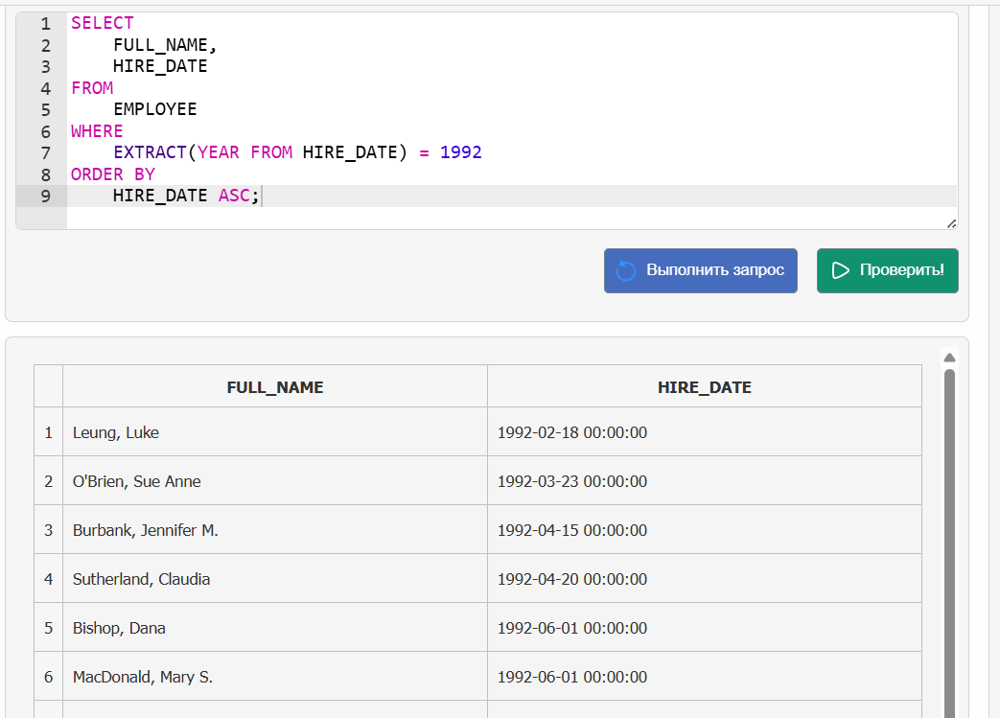 1 SELECT
2 FULL_NAME,
3 HIRE_DATE
4 FROM
5 EMPLOYEE
6 WHERE
7 EXTRACT(YEAR FROM HIRE_DATE) = 1992
8 ORDER BY
9 HIRE_DATE ASC;
Выполнить запрос Проверить!
FULL_NAME HIRE_DATE
1 Leung, Luke 1992-02-18 00:00:00
2 O'Brien, Sue Anne 1992-03-23 00:00:00
3 Burbank, Jennifer M. 1992-04-15 00:00:00
4 Sutherland, Claudia 1992-04-20 00:00:00
5 Bishop, Dana 1992-06-01 00:00:00
6 MacDonald, Mary S. 1992-06-01 00:00:00